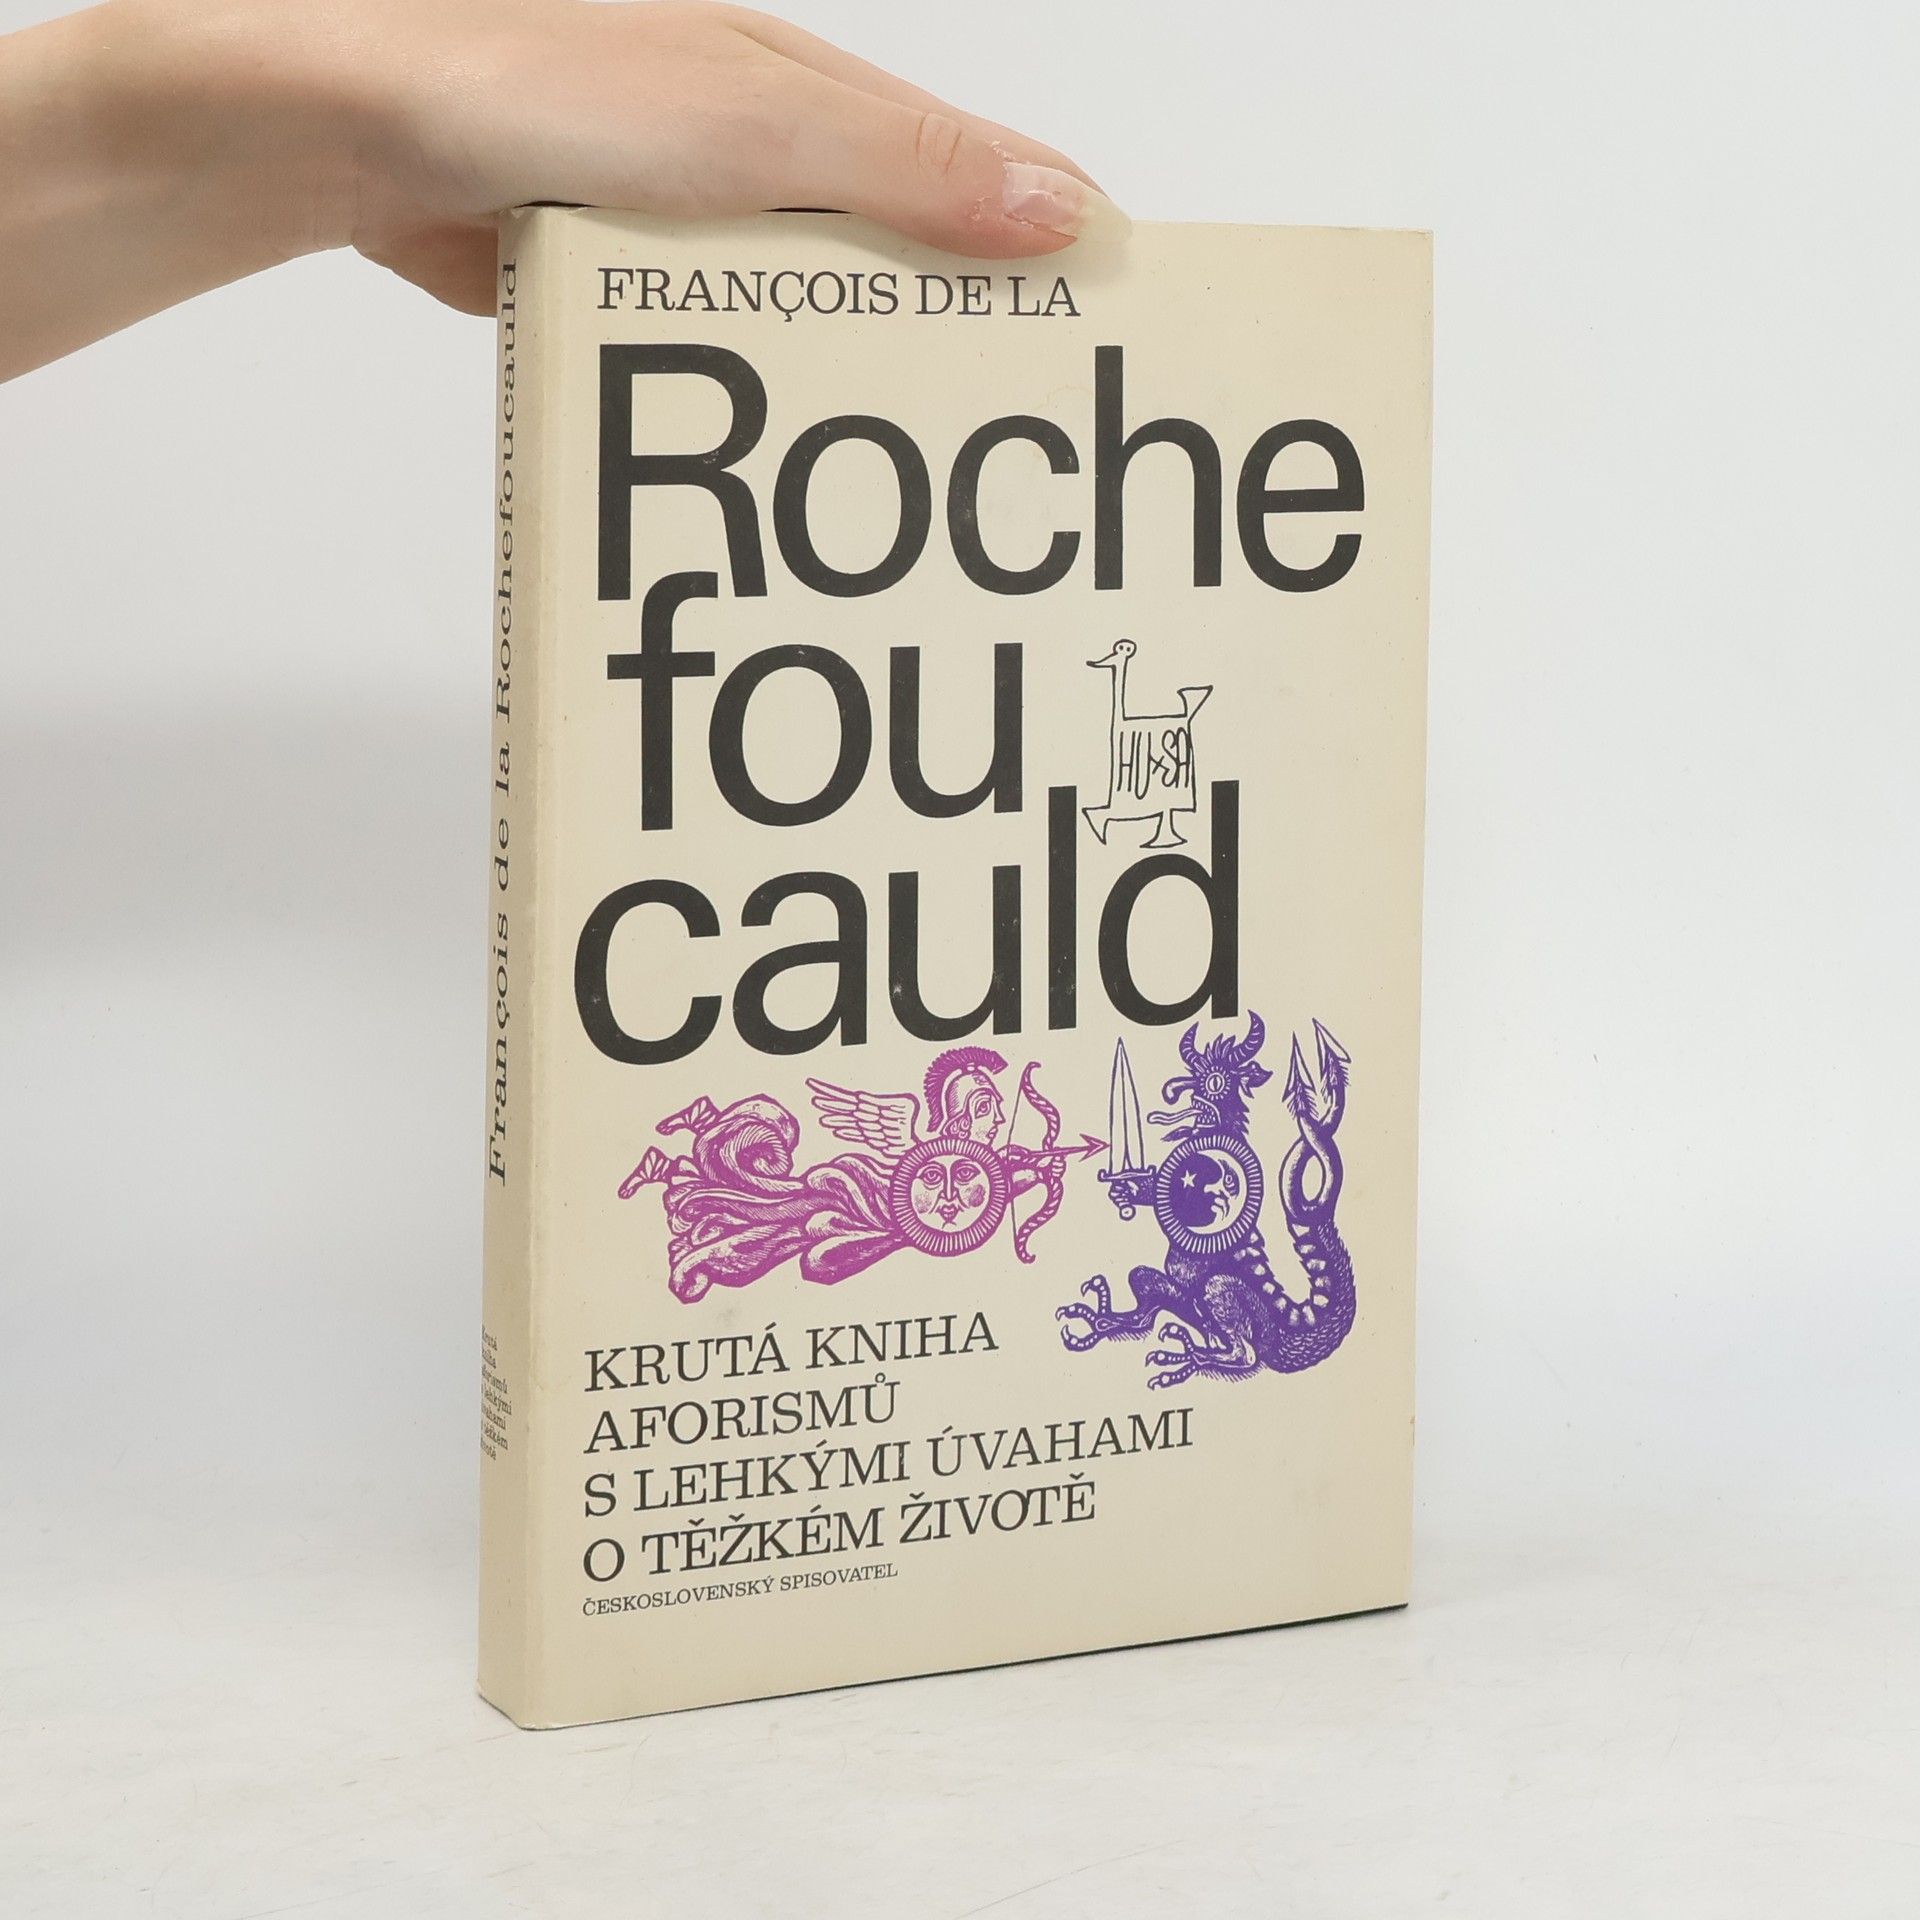 FRANÇOIS DE LA
Roche
fou
cauld
HUXSA
KRUTÁ KNIHA
AFORISMŮ
S LEHKÝMI ÚVAHAMI
O TĚŽKÉM ŽIVOTĚ
ČESKOSLOVENSKÝ SPISOVATEL
François de la Rochefoucauld